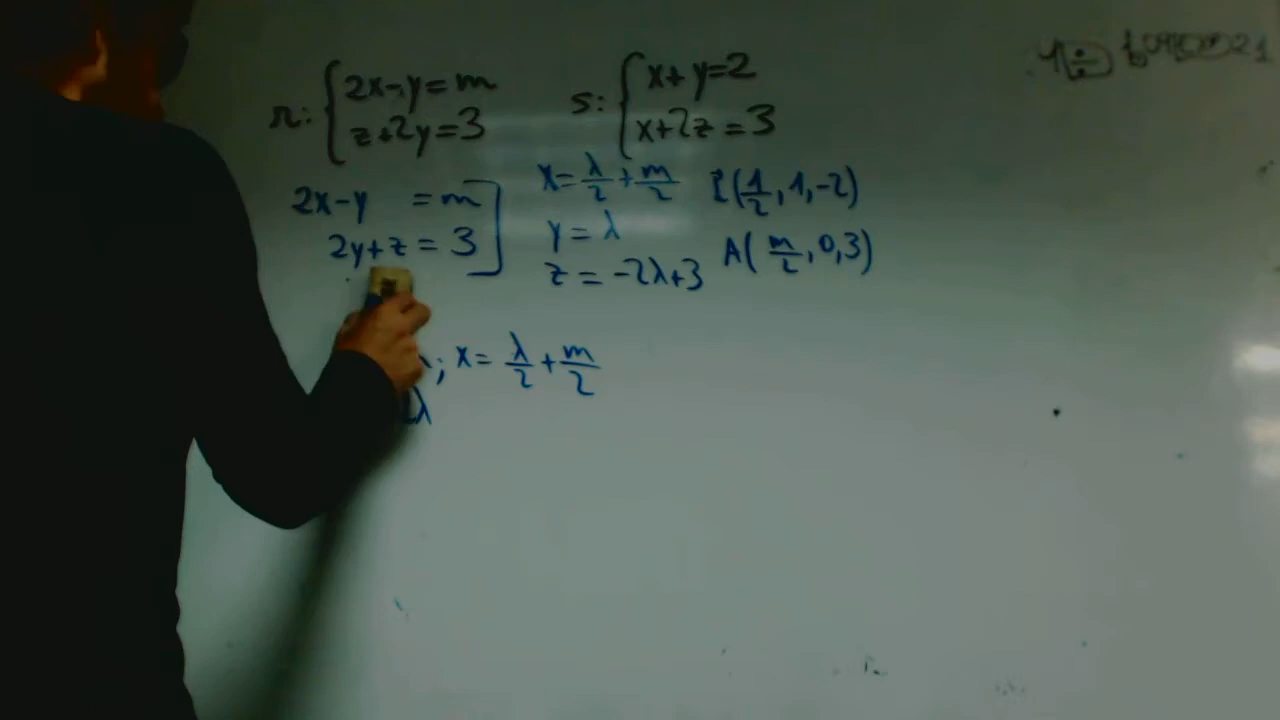 r: { 2x-y=m
z+2y=3
s: { x+y=2
x+2z=3
2x-y =m
2y+z=3 ]
x=λ/2+m/2
y=λ
z=-2λ+3
(1/2,1,-2)
A(m/2,0,3)
; x=λ/2+m/2
λ